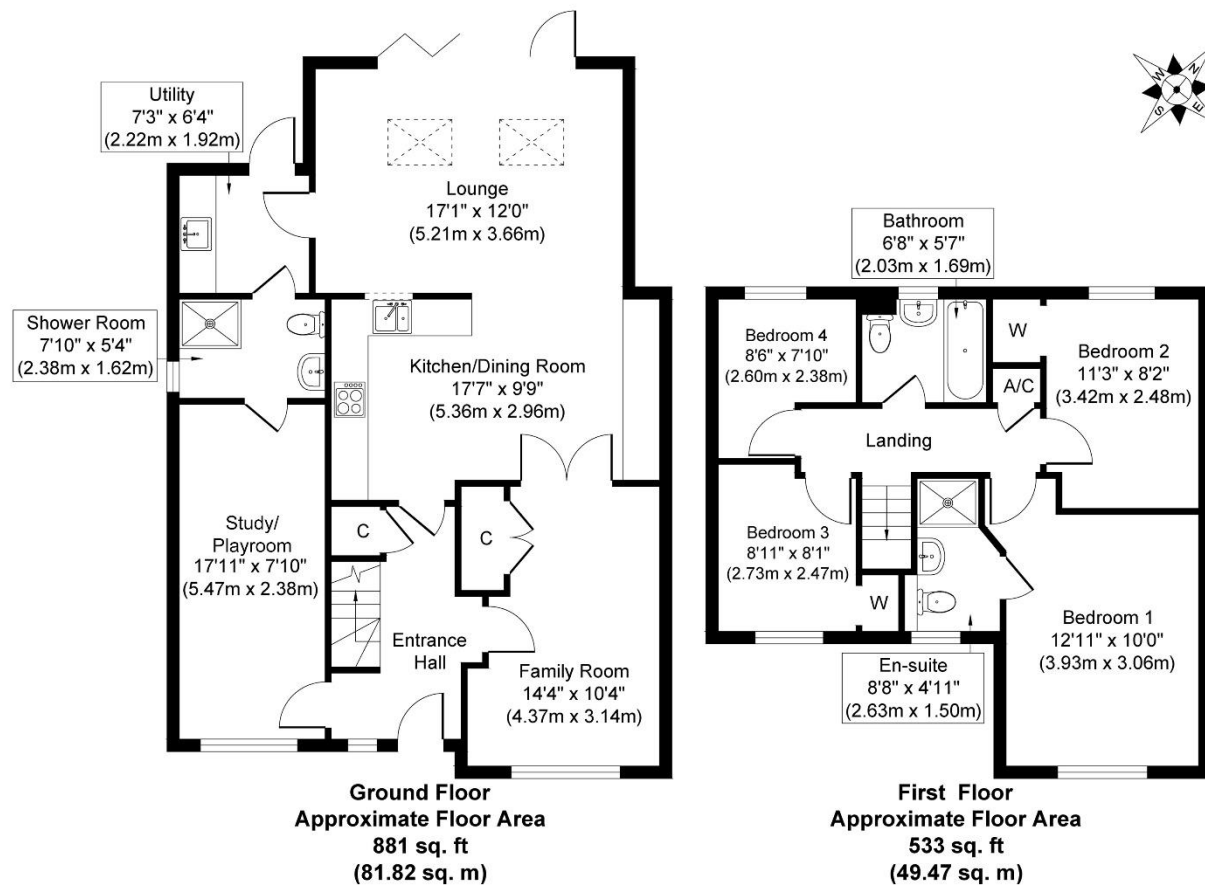 Utility
7'3" x 6'4"
(2.22m x 1.92m)
Lounge
17'1" x 12'0"
(5.21m x 3.66m)
Shower Room
7'10" x 5'4"
(2.38m x 1.62m)
Kitchen/Dining Room
17'7" x 9'9"
(5.36m x 2.96m)
Study/
Playroom
17'11" x 7'10"
(5.47m x 2.38m)
C
C
Entrance
Hall
Family Room
14'4" x 10'4"
(4.37m x 3.14m)
Ground Floor
Approximate Floor Area
881 sq. ft
(81.82 sq. m)
W
N
S
E
Bathroom
6'8" x 5'7"
(2.03m x 1.69m)
Bedroom 4
8'6" x 7'10"
(2.60m x 2.38m)
W
Bedroom 2
11'3" x 8'2"
(3.42m x 2.48m)
A/C
Landing
Bedroom 3
8'11" x 8'1"
(2.73m x 2.47m)
W
Bedroom 1
12'11" x 10'0"
(3.93m x 3.06m)
En-suite
8'8" x 4'11"
(2.63m x 1.50m)
First Floor
Approximate Floor Area
533 sq. ft
(49.47 sq. m)